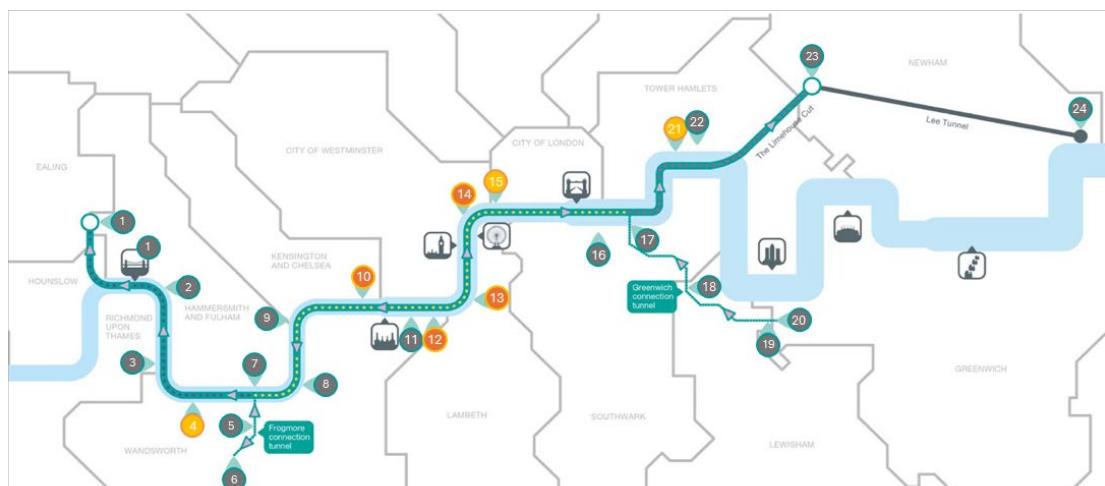 23
NEWHAM
TOWER HAMLETS
24
21
22
The Limehouse Cut
Lee Tunnel
CITY OF LONDON
CITY OF WESTMINSTER
EALING
15
14
1
1
16
17
KENSINGTON
AND CHELSEA
HOUNSLOW
2
10
18
Greenwich
connection
tunnel
13
HAMMERSMITH
AND FULHAM
9
RICHMOND
UPON
THAMES
11
12
20
19
3
7
8
GREENWICH
LAMBETH
SOUTHWARK
4
5
Frogmore
connection
tunnel
LEWISHAM
WANDSWORTH
6